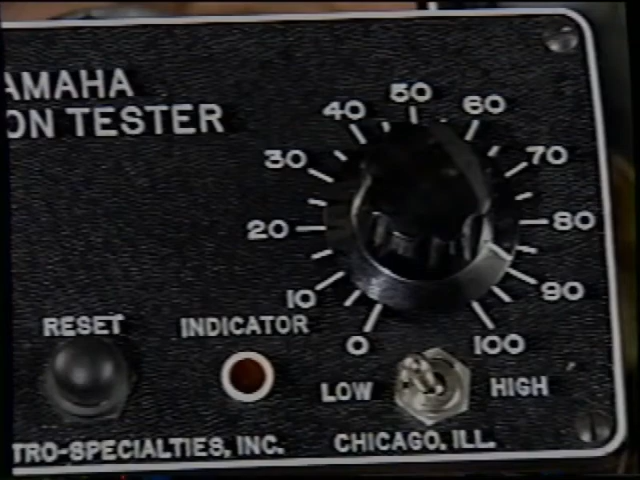 AMAHA
ON TESTER
0 10 20 30 40 50 60 70 80 90 100
RESET
INDICATOR
LOW
HIGH
TRO-SPECIALTIES, INC.
CHICAGO, ILL.